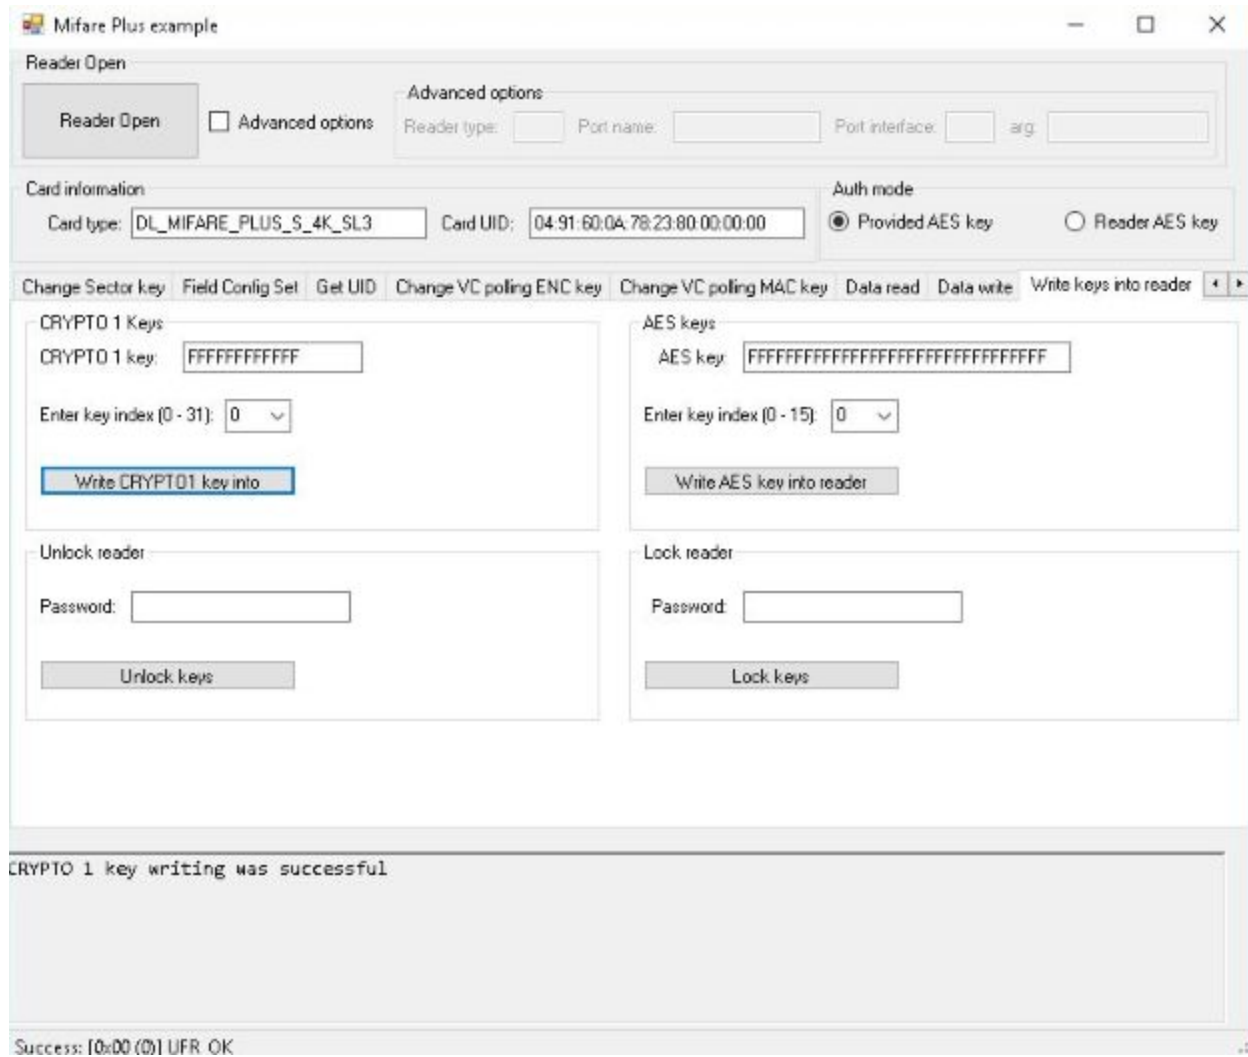 Mifare Plus example
Reader Open
Reader Open
Advanced options
Advanced options
Reader type:
Port name:
Port interface:
arg:
Card information
Card type: DL_MIFARE_PLUS_S_4K_SL3
Card UID: 04:91:60:0A:78:23:80:00:00:00
Auth mode
Provided AES key
Reader AES key
Change Sector key
Field Config Set
Get UID
Change VC polling ENC key
Change VC polling MAC key
Data read
Data write
Write keys into reader
CRYPTO 1 Keys
CRYPTO 1 key: FFFFFFFFFFFF
Enter key index (0 - 31): 0
Write CRYPTO1 key into
AES keys
AES key: FFFFFFFFFFFFFFFFFFFFFFFFFFFFFFFF
Enter key index (0 - 15): 0
Write AES key into reader
Unlock reader
Password:
Unlock keys
Lock reader
Password:
Lock keys
CRYPTO 1 key writing was successful
Success: [0x00 (0)] UFR_OK